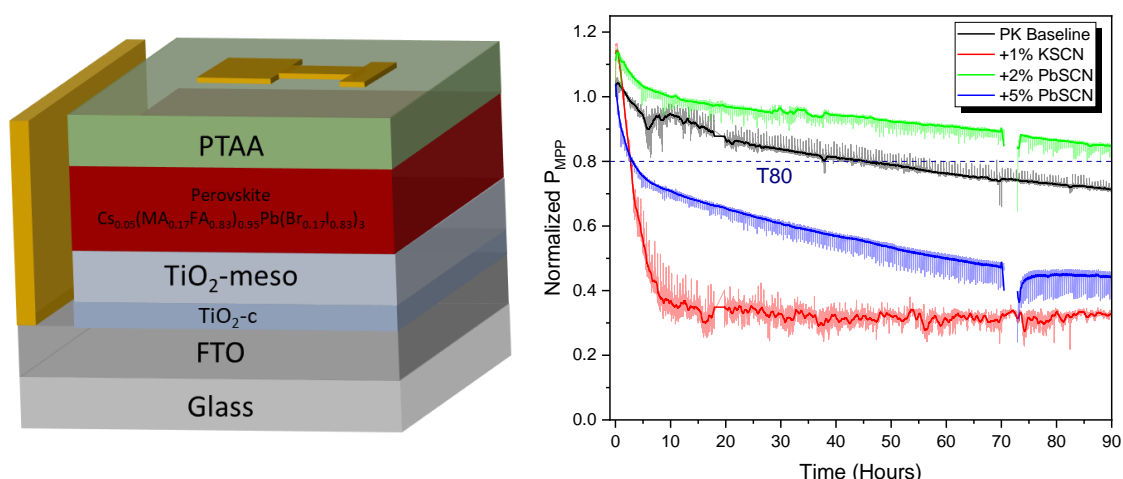 PTAA
Perovskite
Cs₀.₀₅(MA₀.₁₇FA₀.₈₃)₀.₉₅Pb(Br₀.₁₇I₀.₈₃)₃
TiO₂-meso
TiO₂-c
FTO
Glass
Normalized P_MPP
1.2
1.0
0.8
0.6
0.4
0.2
0.0
PK Baseline
+1% KSCN
+2% PbSCN
+5% PbSCN
T80
0 10 20 30 40 50 60 70 80 90
Time (Hours)